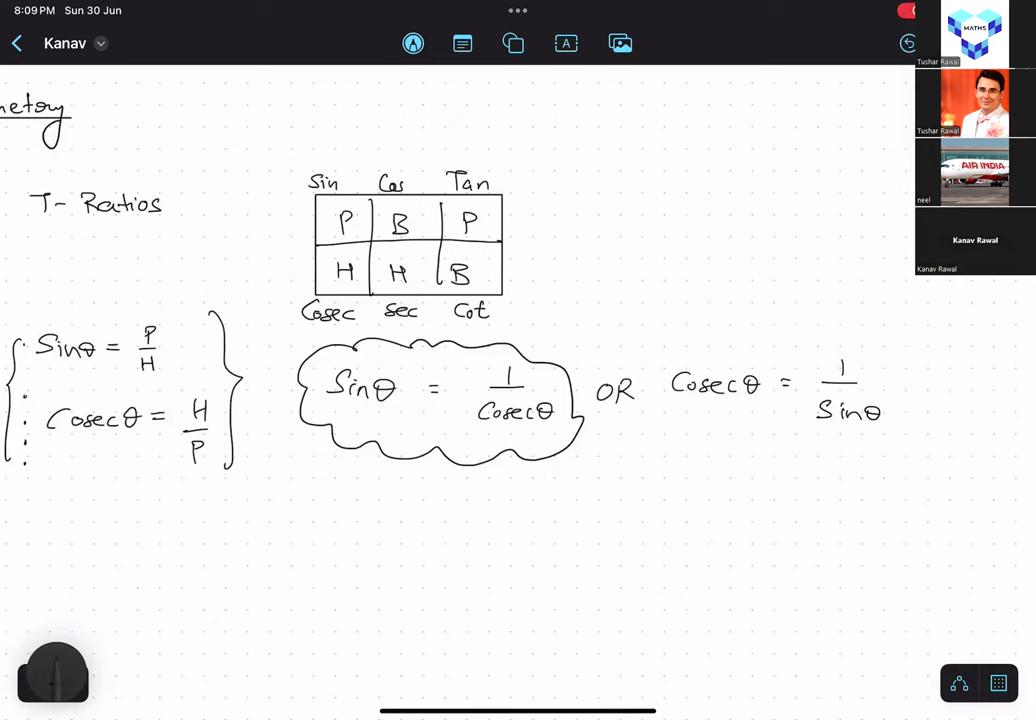 8:09 PM Sun 30 Jun
Kanav
A
MATHS
Tushar Rawal
Tushar Rawal
AIR INDIA
neel
Kanav Rawal
Kanav Rawal
netory
T- Ratios
Sin Cos Tan
P B P
H H B
Cosec sec Cot
Sinθ = P/H
Cosecθ = H/P
Sinθ = 1/Cosecθ OR Cosecθ = 1/Sinθ